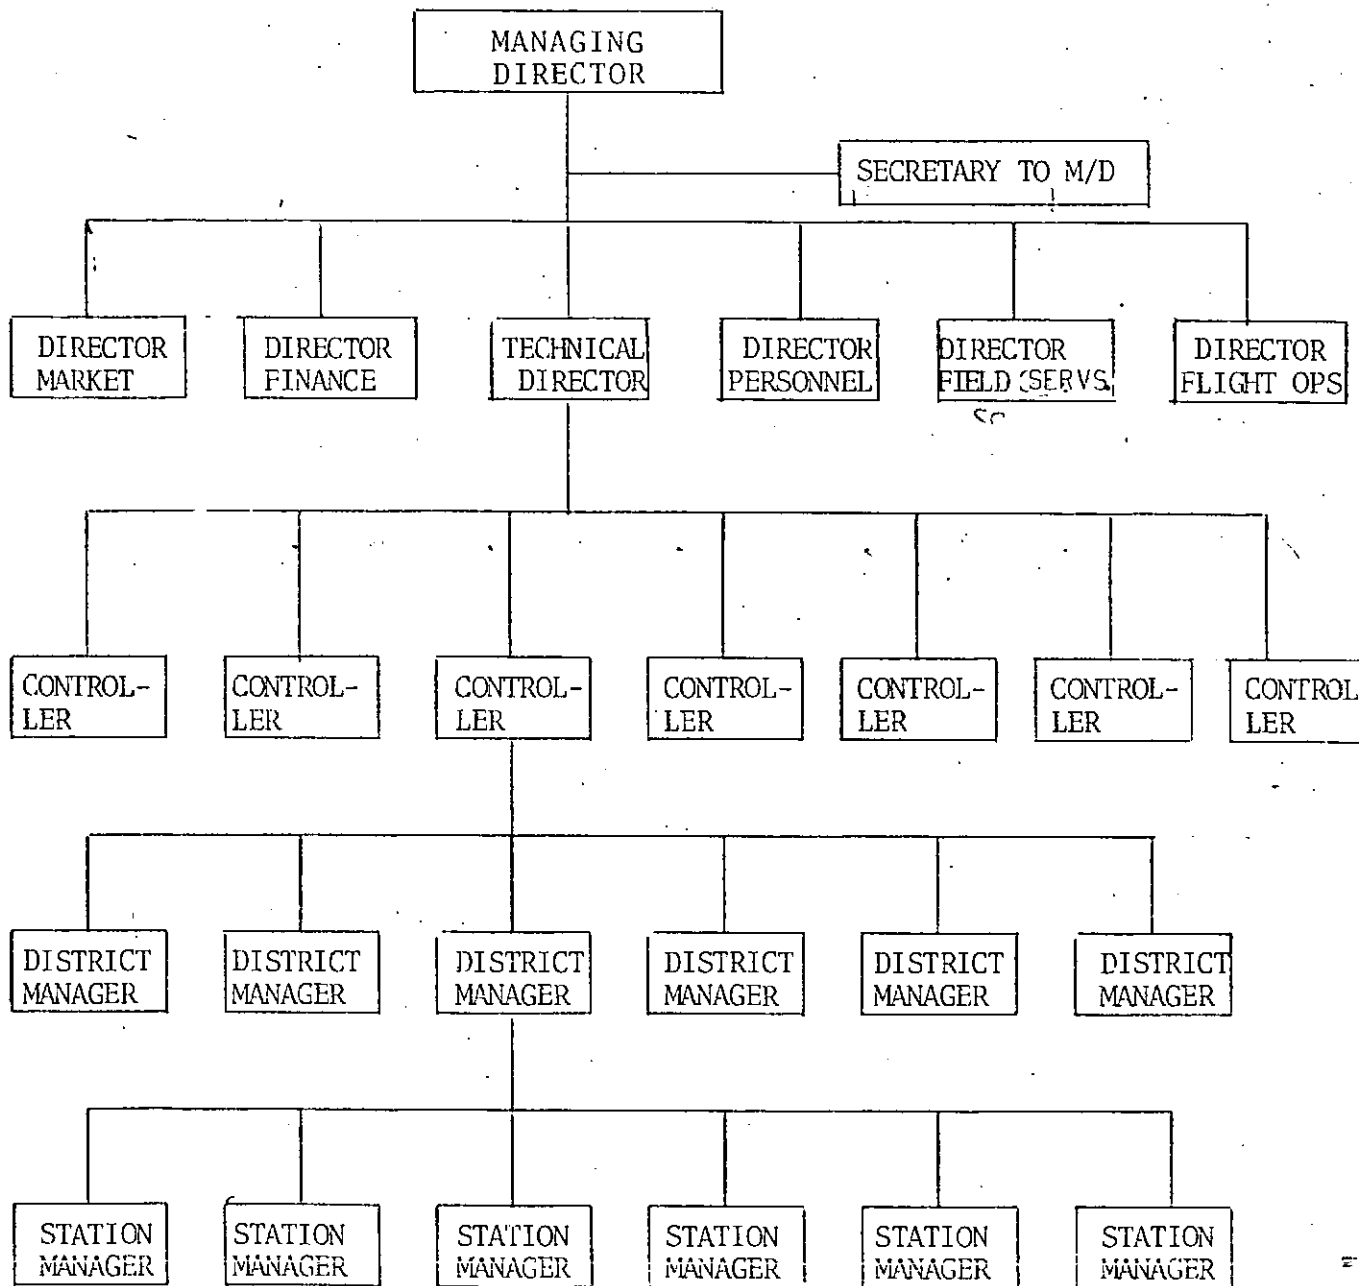 MANAGING
DIRECTOR
SECRETARY TO M/D
DIRECTOR
MARKET
DIRECTOR
FINANCE
TECHNICAL
DIRECTOR
DIRECTOR
PERSONNEL
DIRECTOR
FIELD SERVS.
DIRECTOR
FLIGHT OPS
CONTROL-
LER
CONTROL-
LER
CONTROL-
LER
CONTROL-
LER
CONTROL-
LER
CONTROL-
LER
CONTROL
LER
DISTRICT
MANAGER
DISTRICT
MANAGER
DISTRICT
MANAGER
DISTRICT
MANAGER
DISTRICT
MANAGER
DISTRICT
MANAGER
STATION
MANAGER
STATION
MANAGER
STATION
MANAGER
STATION
MANAGER
STATION
MANAGER
STATION
MANAGER